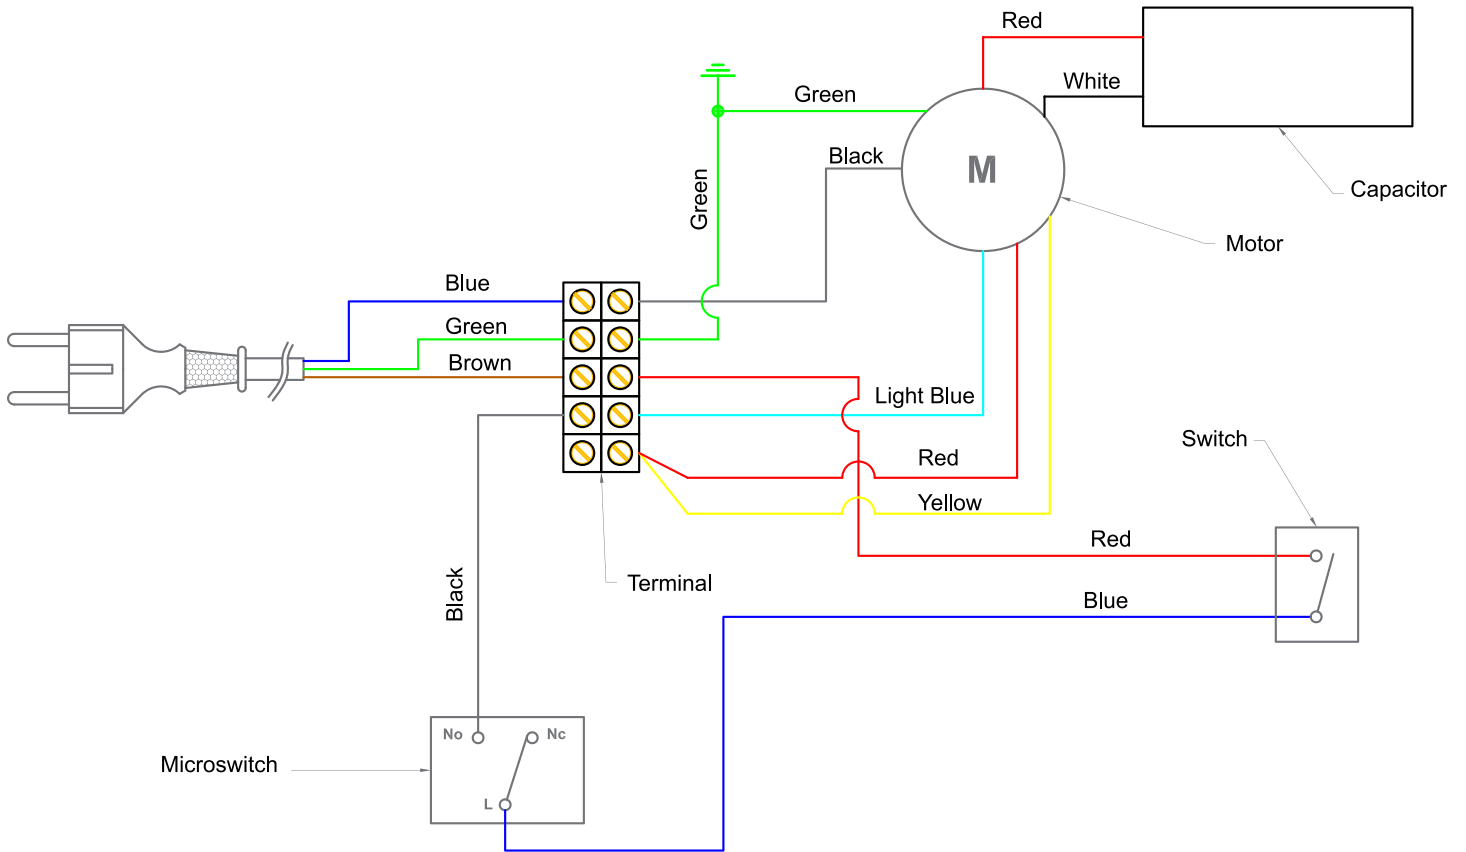 Red
White
Green
Black
M
Green
Capacitor
Motor
Blue
Green
Brown
Light Blue
Switch
Red
Yellow
Red
Terminal
Black
Blue
No
Nc
Microswitch
L